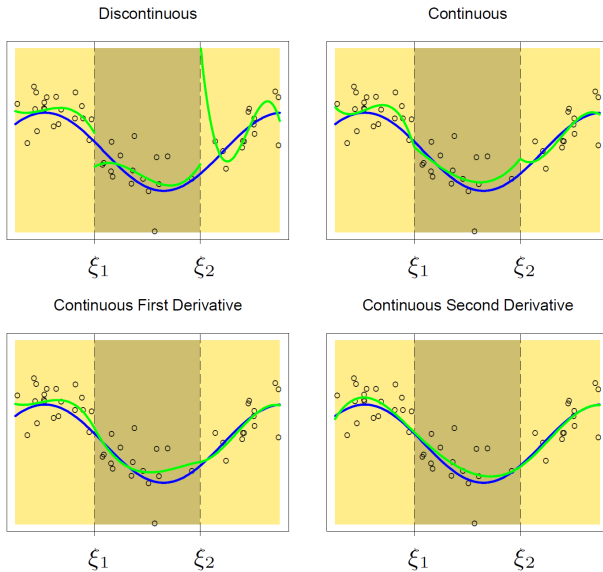 Discontinuous
Continuous
ξ1
ξ2
ξ1
ξ2
Continuous First Derivative
Continuous Second Derivative
ξ1
ξ2
ξ1
ξ2